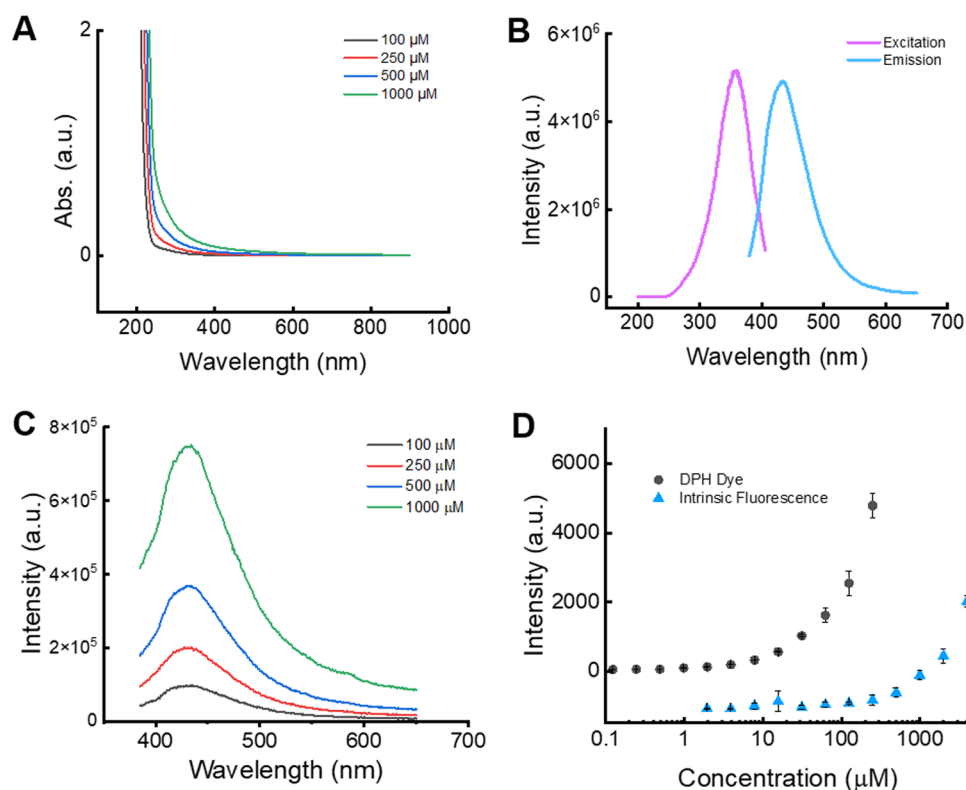 A
2
0
Abs. (a.u.)
200 400 600 800 1000
Wavelength (nm)
100 μM
250 μM
500 μM
1000 μM
B
6×10⁶
4×10⁶
2×10⁶
0
Intensity (a.u.)
200 300 400 500 600 700
Wavelength (nm)
Excitation
Emission
C
8×10⁵
6×10⁵
4×10⁵
2×10⁵
0
Intensity (a.u.)
400 500 600 700
Wavelength (nm)
100 μM
250 μM
500 μM
1000 μM
D
6000
4000
2000
0
Intensity (a.u.)
0.1 1 10 100 1000
Concentration (μM)
DPH Dye
Intrinsic Fluorescence